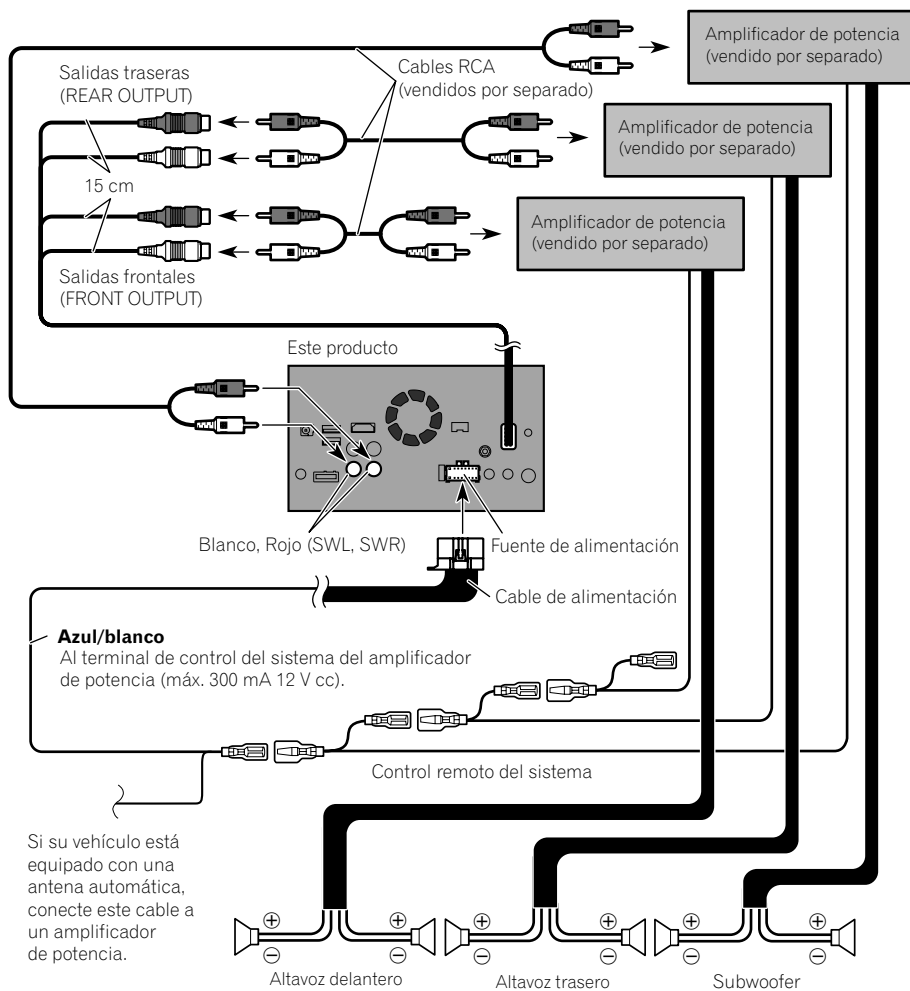 Amplificador de potencia
(vendido por separado)
Salidas traseras
(REAR OUTPUT)
Cables RCA
(vendidos por separado)
Amplificador de potencia
(vendido por separado)
15 cm
Amplificador de potencia
(vendido por separado)
Salidas frontales
(FRONT OUTPUT)
Este producto
Blanco, Rojo (SWL, SWR)
Fuente de alimentación
Cable de alimentación
Azul/blanco
Al terminal de control del sistema del amplificador
de potencia (máx. 300 mA 12 V cc).
Control remoto del sistema
Si su vehículo está
equipado con una
antena automática,
conecte este cable a
un amplificador
de potencia.
+ + + + + +
- - - - - -
Altavoz delantero
Altavoz trasero
Subwoofer